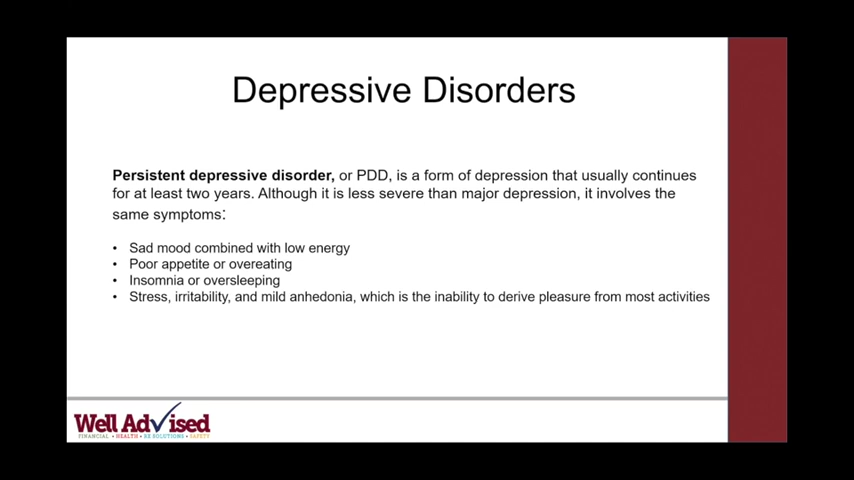 Depressive Disorders
Persistent depressive disorder, or PDD, is a form of depression that usually continues
for at least two years. Although it is less severe than major depression, it involves the
same symptoms:
• Sad mood combined with low energy
• Poor appetite or overeating
• Insomnia or oversleeping
• Stress, irritability, and mild anhedonia, which is the inability to derive pleasure from most activities
Well Advised
FINANCIAL • HEALTH • RE:SOLUTIONS • SAFETY